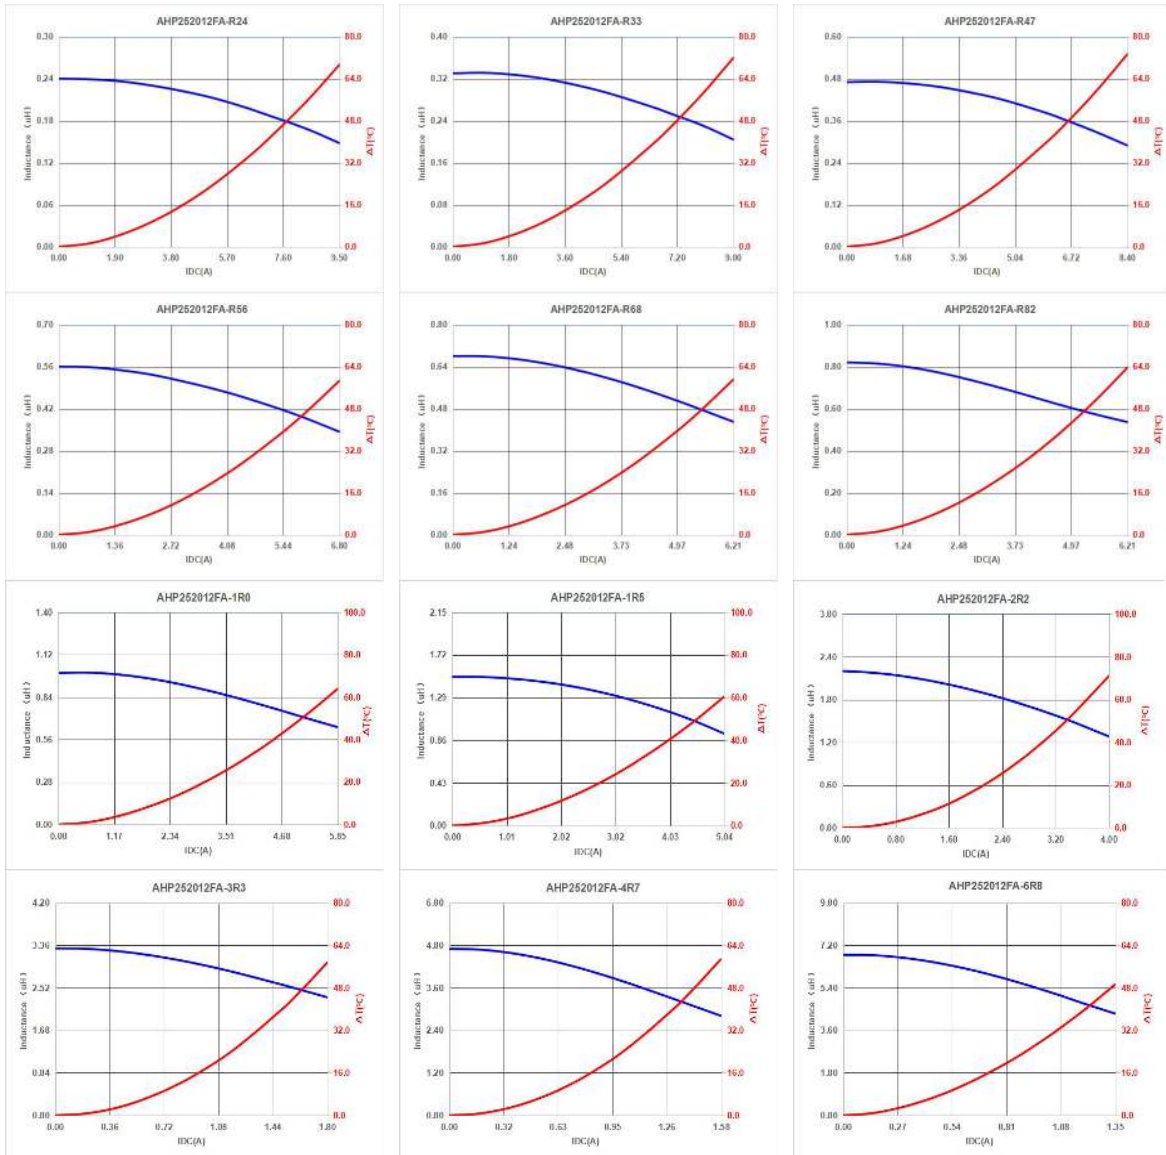 AHP252012FA-R24
0.30 80.0
0.24 64.0
0.18 48.0
0.12 32.0
0.06 16.0
0.00 0.0
Inductance (uH)
ΔT(℃)
0.00 1.90 3.80 5.70 7.60 9.50
IDC(A)
AHP252012FA-R33
0.40 80.0
0.32 64.0
0.24 48.0
0.16 32.0
0.08 16.0
0.00 0.0
Inductance (uH)
ΔT(℃)
0.00 1.80 3.60 5.40 7.20 9.00
IDC(A)
AHP252012FA-R47
0.60 80.0
0.48 64.0
0.36 48.0
0.24 32.0
0.12 16.0
0.00 0.0
Inductance (uH)
ΔT(℃)
0.00 1.68 3.36 5.04 6.72 8.40
IDC(A)
AHP252012FA-R56
0.70 80.0
0.56 64.0
0.42 48.0
0.28 32.0
0.14 16.0
0.00 0.0
Inductance (uH)
ΔT(℃)
0.00 1.36 2.72 4.08 5.44 6.80
IDC(A)
AHP252012FA-R68
0.80 80.0
0.64 64.0
0.48 48.0
0.32 32.0
0.16 16.0
0.00 0.0
Inductance (uH)
ΔT(℃)
0.00 1.24 2.48 3.73 4.97 6.21
IDC(A)
AHP252012FA-R82
1.00 80.0
0.80 64.0
0.60 48.0
0.40 32.0
0.20 16.0
0.00 0.0
Inductance (uH)
ΔT(℃)
0.00 1.24 2.48 3.73 4.97 6.21
IDC(A)
AHP252012FA-1R0
1.40 100.0
1.12 80.0
0.84 60.0
0.56 40.0
0.28 20.0
0.00 0.0
Inductance (uH)
ΔT(℃)
0.00 1.17 2.34 3.51 4.68 5.85
IDC(A)
AHP252012FA-1R5
2.15 100.0
1.72 80.0
1.29 60.0
0.86 40.0
0.43 20.0
0.00 0.0
Inductance (uH)
ΔT(℃)
0.00 1.01 2.02 3.02 4.03 5.04
IDC(A)
AHP252012FA-2R2
3.00 100.0
2.40 80.0
1.80 60.0
1.20 40.0
0.60 20.0
0.00 0.0
Inductance (uH)
ΔT(℃)
0.00 0.80 1.60 2.40 3.20 4.00
IDC(A)
AHP252012FA-3R3
4.20 80.0
3.36 64.0
2.52 48.0
1.68 32.0
0.84 16.0
0.00 0.0
Inductance (uH)
ΔT(℃)
0.00 0.36 0.72 1.08 1.44 1.80
IDC(A)
AHP252012FA-4R7
6.00 80.0
4.80 64.0
3.60 48.0
2.40 32.0
1.20 16.0
0.00 0.0
Inductance (uH)
ΔT(℃)
0.00 0.32 0.63 0.95 1.26 1.58
IDC(A)
AHP252012FA-6R8
9.00 80.0
7.20 64.0
5.40 48.0
3.60 32.0
1.80 16.0
0.00 0.0
Inductance (uH)
ΔT(℃)
0.00 0.27 0.54 0.81 1.08 1.35
IDC(A)